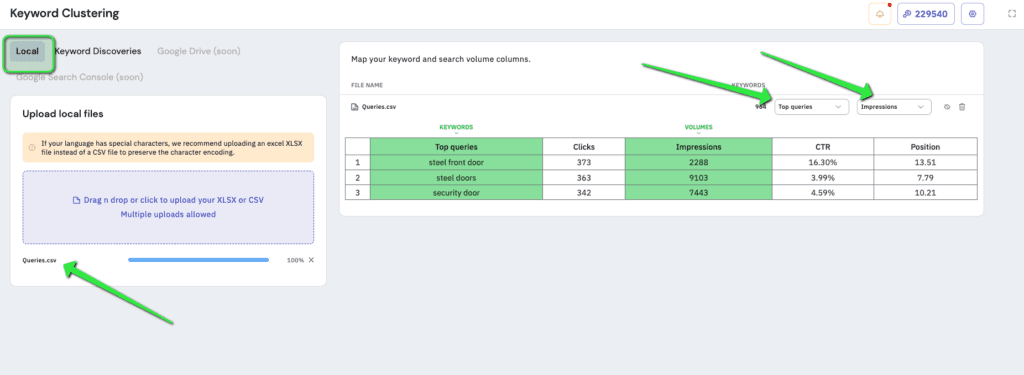 Keyword Clustering
229540
Local
Keyword Discoveries
Google Drive (soon)
Google Search Console (soon)
Upload local files
If your language has special characters, we recommend uploading an excel XLSX
file instead of a CSV file to preserve the character encoding.
Drag n drop or click to upload your XLSX or CSV
Multiple uploads allowed
Queries.csv
100%
Map your keyword and search volume columns.
FILE NAME
KEYWORDS
Queries.csv
Top queries
Impressions
KEYWORDS
VOLUMES
Top queries Clicks Impressions CTR Position
1 steel front door 373 2288 16.30% 13.51
2 steel doors 363 9103 3.99% 7.79
3 security door 342 7443 4.59% 10.21